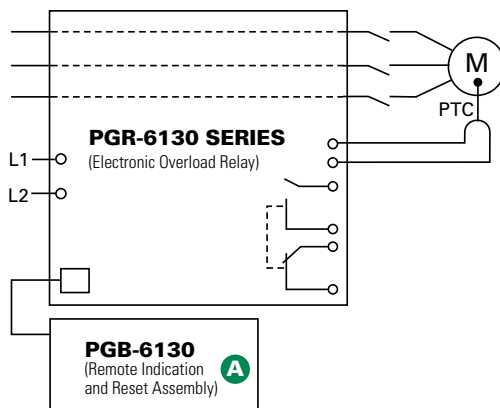 M
PTC
PGR-6130 SERIES
(Electronic Overload Relay)
L1
L2
PGB-6130
(Remote Indication
and Reset Assembly)
A